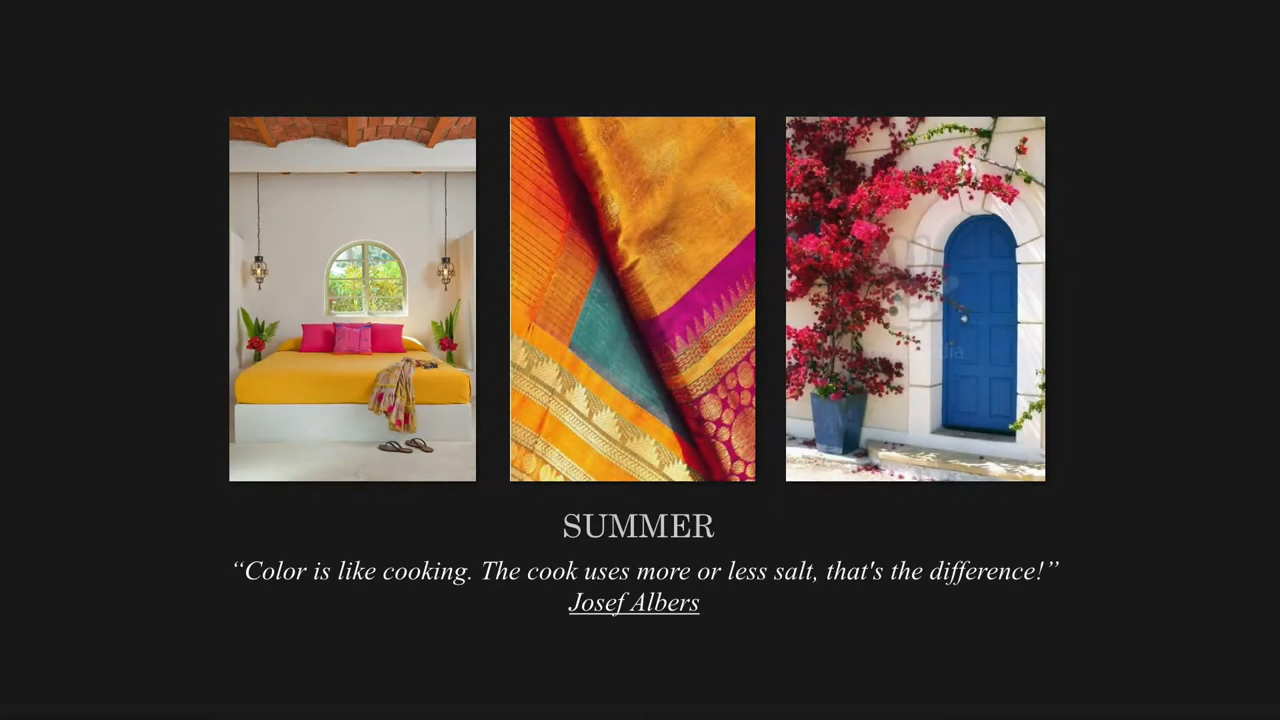 SUMMER
“Color is like cooking. The cook uses more or less salt, that's the difference!”
Josef Albers